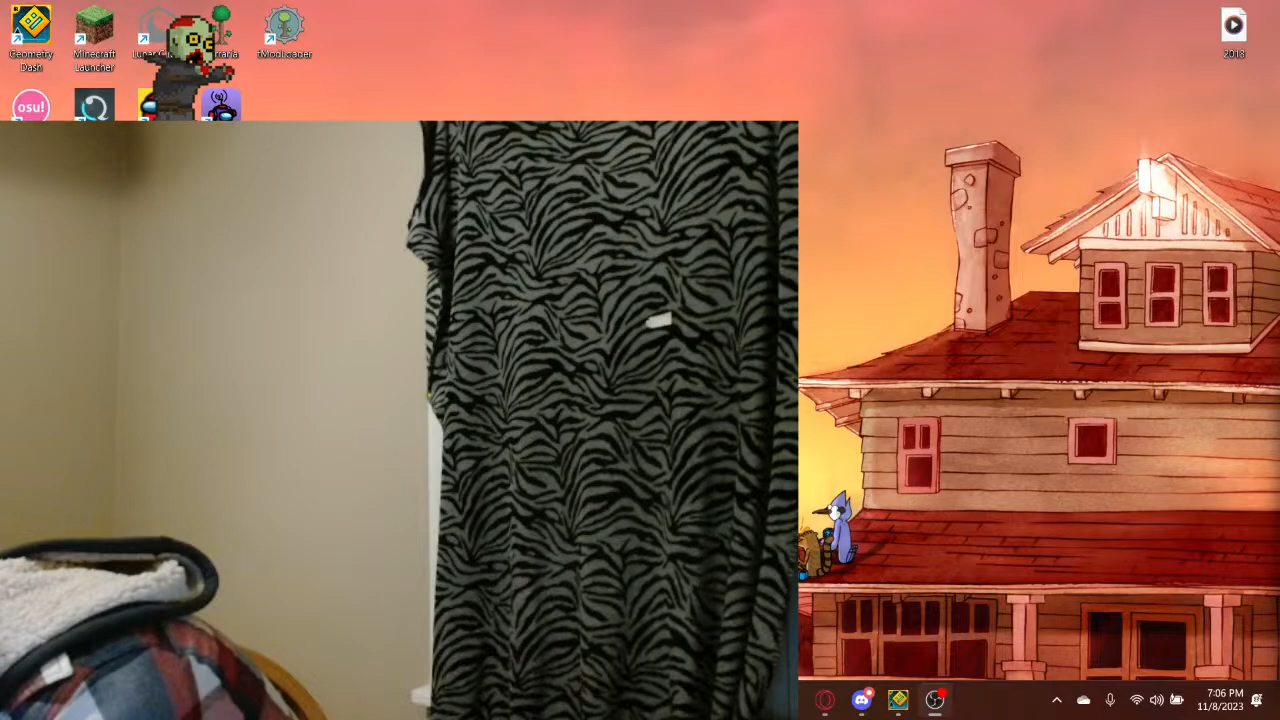 Geometry Dash
Minecraft Launcher
tModLoader
2018
osu!
7:06 PM
11/8/2023